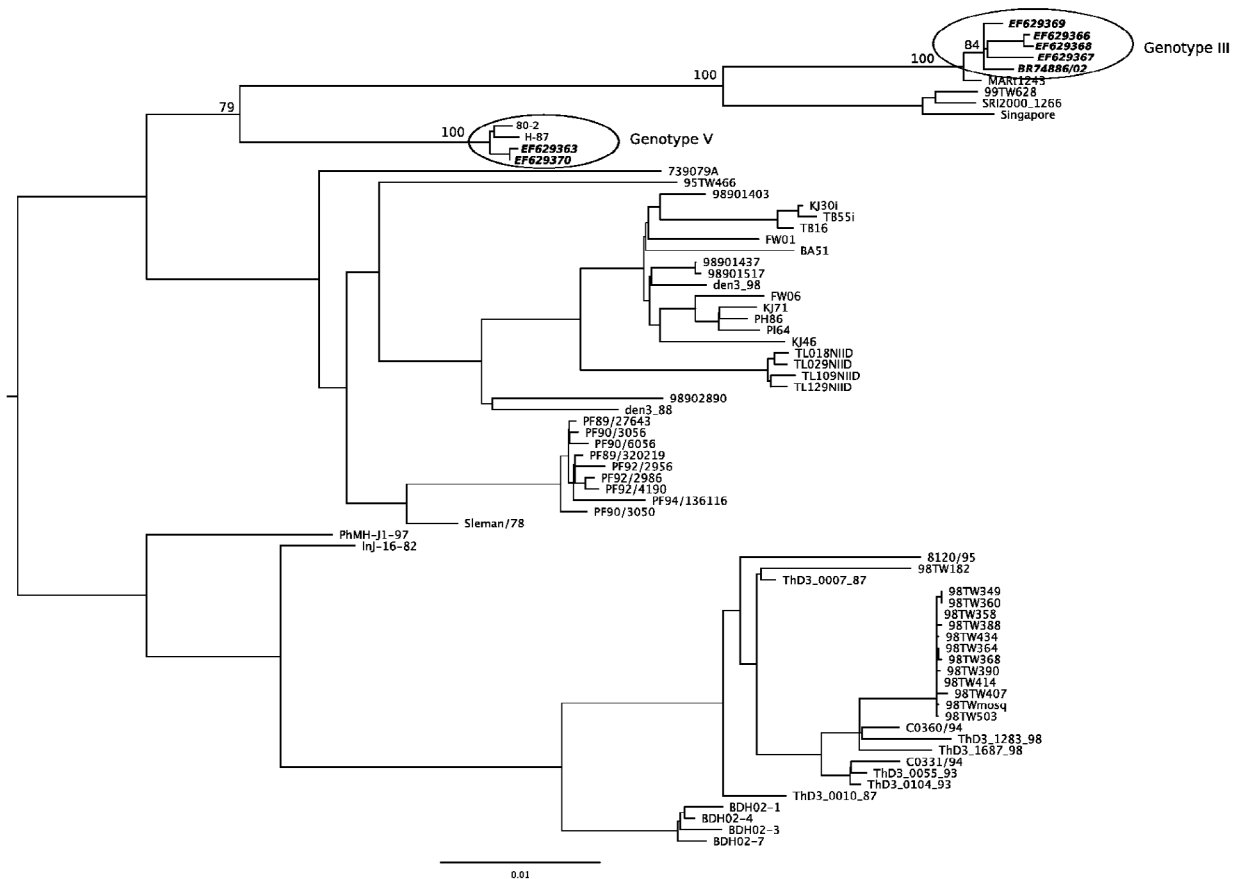 EF629369
EF629366
84
EF629368
Genotype III
100
EF629367
BR74886/02
100
MART1243
99TW628
SRI2000_1266
79
Singapore
80-2
100
H-87
Genotype V
EF629363
EF629370
739079A
95TW466
98901403
KJ30i
TB55i
TB16
FW01
BA51
98901437
98901517
den3_98
FW06
KJ71
PH86
PI64
KJ46
TL018NIID
TL029NIID
TL109NIID
TL129NIID
98902890
den3_88
PF89/27643
PF90/3056
PF90/6056
PF89/320219
PF92/2956
PF92/2986
PF92/4190
PF94/136116
PF90/3050
Sleman/78
PhMH-J1-97
InJ-16-82
8120/95
98TW182
ThD3_0007_87
98TW349
98TW360
98TW358
98TW388
98TW434
98TW364
98TW368
98TW390
98TW414
98TW407
98TWmosq
98TW503
C0360/94
ThD3_1283_98
ThD3_1687_98
C0331/94
ThD3_0055_93
ThD3_0104_93
ThD3_0010_87
BDH02-1
BDH02-4
BDH02-3
BDH02-7
0.01